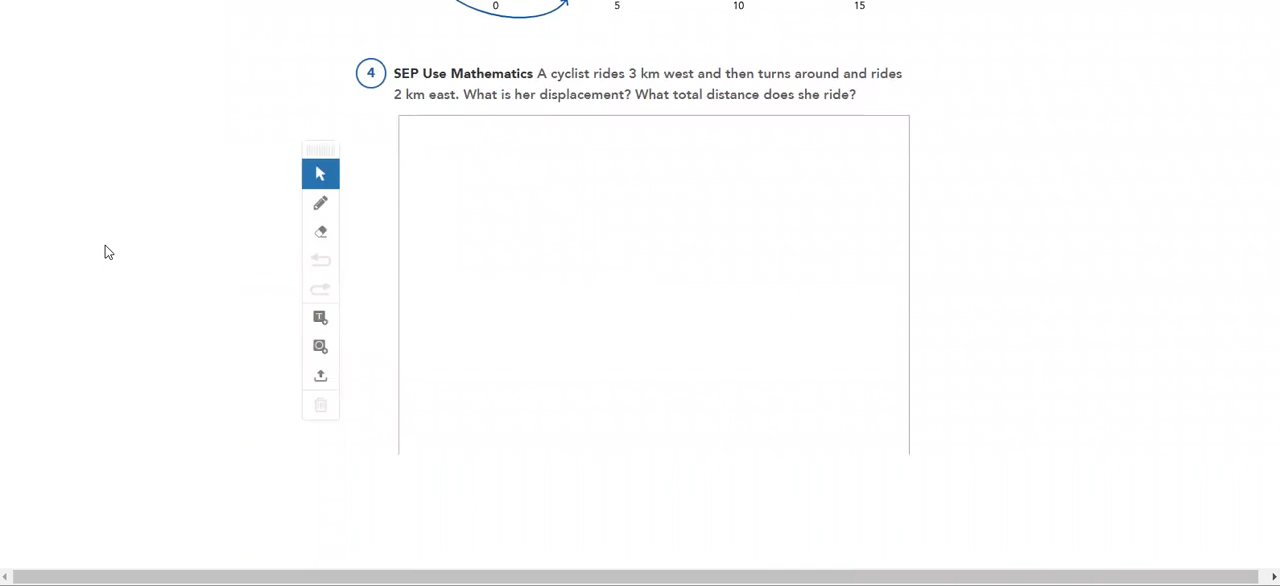 0 5 10 15
4 SEP Use Mathematics A cyclist rides 3 km west and then turns around and rides
2 km east. What is her displacement? What total distance does she ride?
T